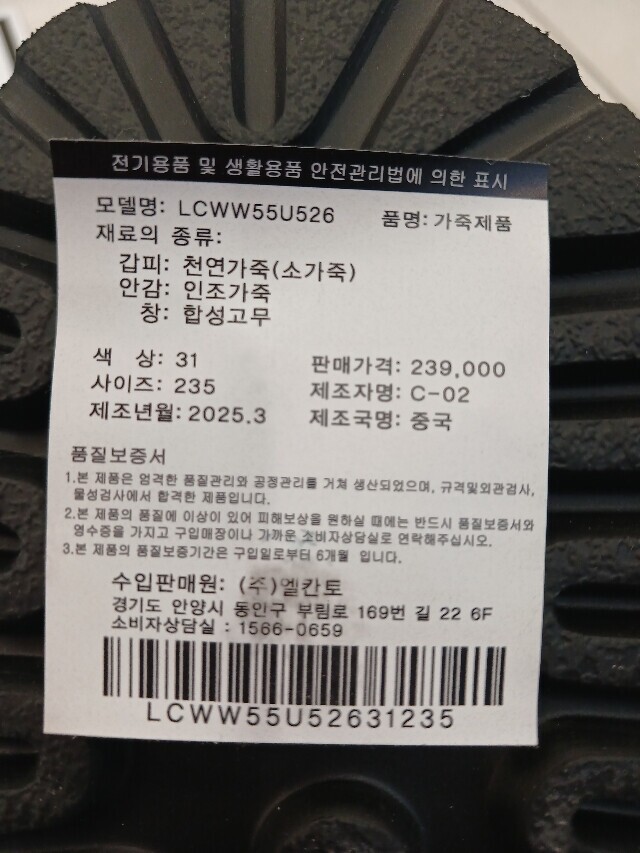 전기용품 및 생활용품 안전관리법에 의한 표시
모델명: LCWW55U526 품명: 가죽제품
재료의 종류:
갑피: 천연가죽(소가죽)
안감: 인조가죽
창: 합성고무
색 상: 31 판매가격: 239,000
사이즈: 235 제조자명: C-02
제조년월: 2025.3 제조국명: 중국
품질보증서
1.본 제품은 엄격한 품질관리와 공정관리를 거쳐 생산되었으며, 규격및외관검사,
물성검사에서 합격한 제품입니다.
2.본 제품의 품질에 이상이 있어 피해보상을 원하실 때에는 반드시 품질보증서와
영수증을 가지고 구입매장이나 가까운 소비자상담실로 연락해주십시오.
3.본 제품의 품질보증기간은 구입일로부터 6개월 입니다.
수입판매원: (주)엘칸토
경기도 안양시 동안구 부림로 169번 길 22 6F
소비자상담실 : 1566-0659
LCWW55U52631235